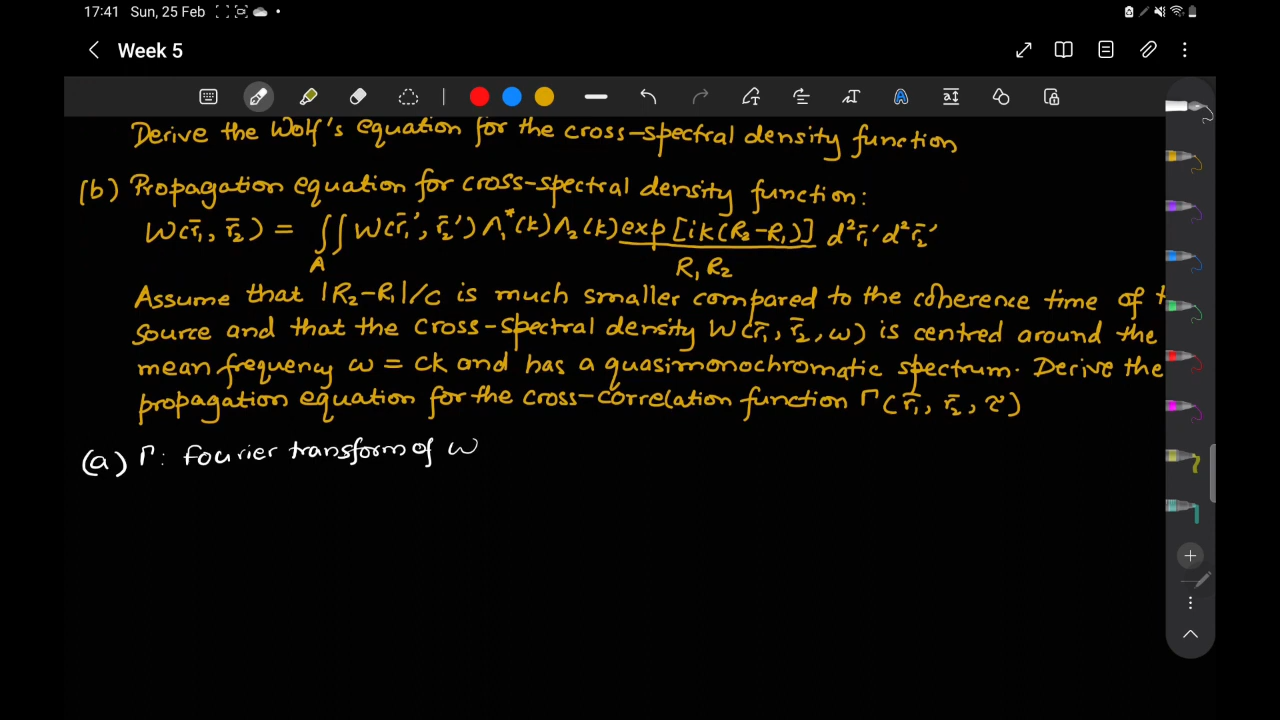 17:41 Sun, 25 Feb
Week 5
Derive the Wolf's equation for the cross-spectral density function
(b) Propagation equation for cross-spectral density function:
W(r̄₁, r̄₂) = ∬ W(r̄₁′, r̄₂′) Λ₁*(k) Λ₂(k) exp[ik(R₂-R₁)] d²r̄₁′ d²r̄₂′
A R₁ R₂
Assume that |R₂-R₁|/c is much smaller compared to the coherence time of t
source and that the cross-spectral density W(r̄₁, r̄₂, ω) is centred around the
mean frequency ω = ck and has a quasimonochromatic spectrum. Derive the
propagation equation for the cross-correlation function Γ(r̄₁, r̄₂, τ)
(a) Γ: fourier transform of W